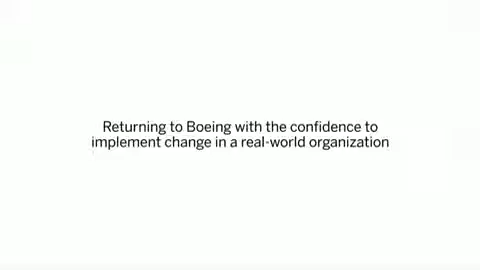 Returning to Boeing with the confidence to
implement change in a real-world organization